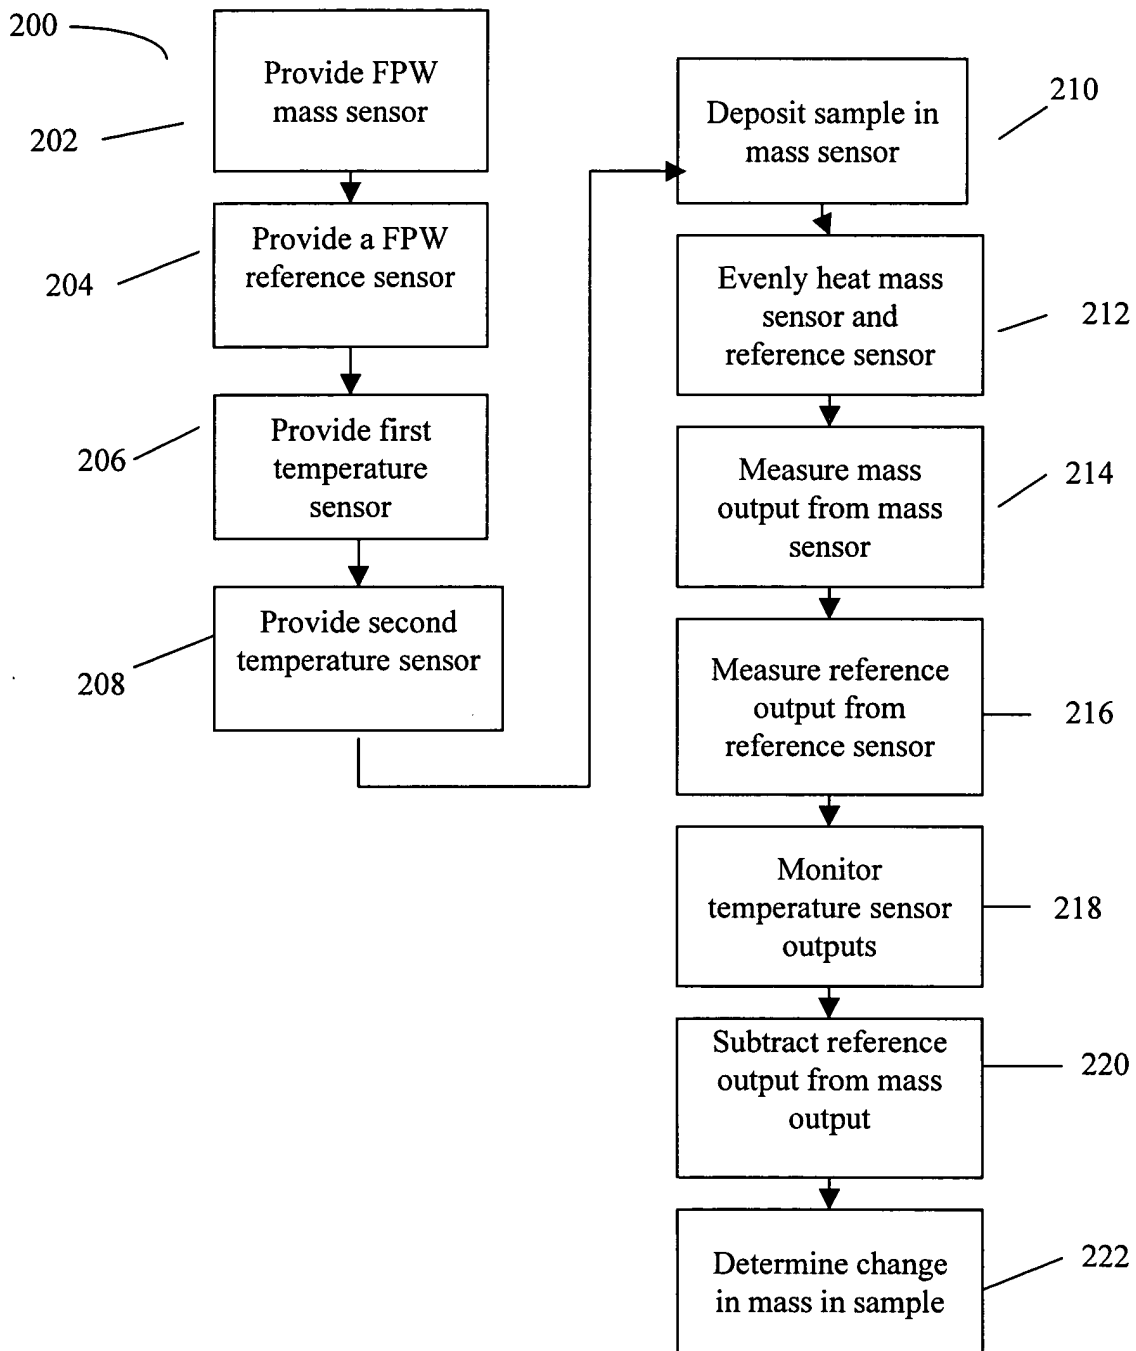 200
Provide FPW
mass sensor
202
Provide a FPW
reference sensor
204
Provide first
temperature
sensor
206
Provide second
temperature sensor
208
Deposit sample in
mass sensor
210
Evenly heat mass
sensor and
reference sensor
212
Measure mass
output from mass
sensor
214
Measure reference
output from
reference sensor
216
Monitor
temperature sensor
outputs
218
Subtract reference
output from mass
output
220
Determine change
in mass in sample
222